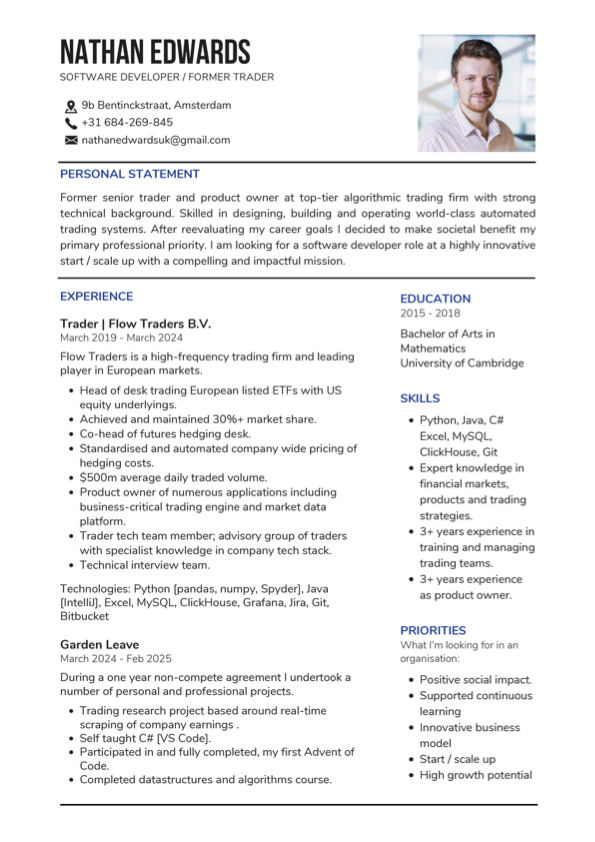 NATHAN EDWARDS
SOFTWARE DEVELOPER / FORMER TRADER
9b Bentinckstraat, Amsterdam
+31 684-269-845
nathanedwardsuk@gmail.com
PERSONAL STATEMENT
Former senior trader and product owner at top-tier algorithmic trading firm with strong
technical background. Skilled in designing, building and operating world-class automated
trading systems. After reevaluating my career goals I decided to make societal benefit my
primary professional priority. I am looking for a software developer role at a highly innovative
start / scale up with a compelling and impactful mission.
EXPERIENCE
Trader | Flow Traders B.V.
March 2019 - March 2024
Flow Traders is a high-frequency trading firm and leading
player in European markets.
• Head of desk trading European listed ETFs with US
equity underlyings.
• Achieved and maintained 30%+ market share.
• Co-head of futures hedging desk.
• Standardised and automated company wide pricing of
hedging costs.
• $500m average daily traded volume.
• Product owner of numerous applications including
business-critical trading engine and market data
platform.
• Trader tech team member; advisory group of traders
with specialist knowledge in company tech stack.
• Technical interview team.
Technologies: Python [pandas, numpy, Spyder], Java
[IntelliJ], Excel, MySQL, ClickHouse, Grafana, Jira, Git,
Bitbucket
Garden Leave
March 2024 - Feb 2025
During a one year non-compete agreement I undertook a
number of personal and professional projects.
• Trading research project based around real-time
scraping of company earnings .
• Self taught C# [VS Code].
• Participated in and fully completed, my first Advent of
Code.
• Completed datastructures and algorithms course.
EDUCATION
2015 - 2018
Bachelor of Arts in
Mathematics
University of Cambridge
SKILLS
• Python, Java, C#
Excel, MySQL,
ClickHouse, Git
• Expert knowledge in
financial markets,
products and trading
strategies.
• 3+ years experience in
training and managing
trading teams.
• 3+ years experience
as product owner.
PRIORITIES
What I'm looking for in an
organisation:
• Positive social impact.
• Supported continuous
learning
• Innovative business
model
• Start / scale up
• High growth potential